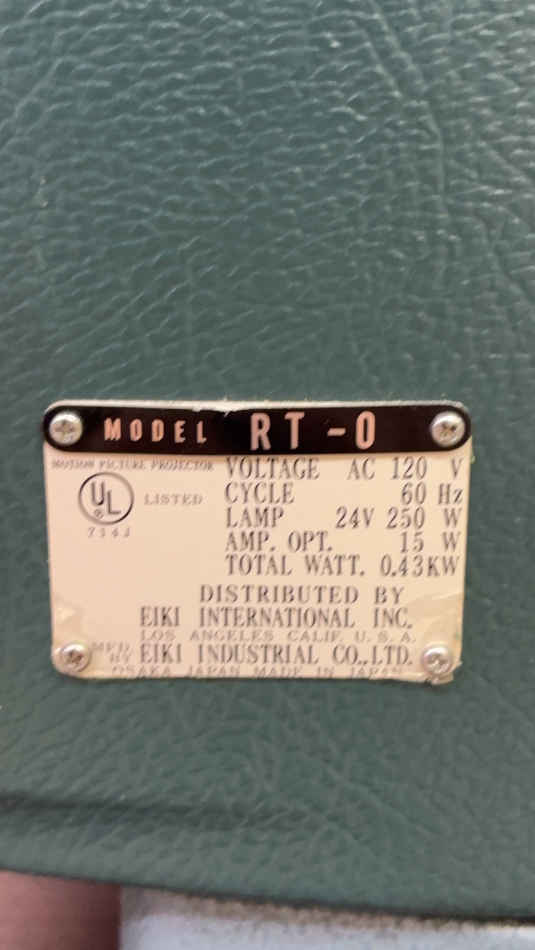 MODEL RT-0
MOTION PICTURE PROJECTOR
UL ® LISTED
714J
VOLTAGE AC 120 V
CYCLE 60 Hz
LAMP 24V 250 W
AMP. OPT. 15 W
TOTAL WATT. 0.43KW
DISTRIBUTED BY
EIKI INTERNATIONAL INC.
LOS ANGELES CALIF. U. S. A.
MFD. BY EIKI INDUSTRIAL CO., LTD.
OSAKA JAPAN MADE IN JAPAN